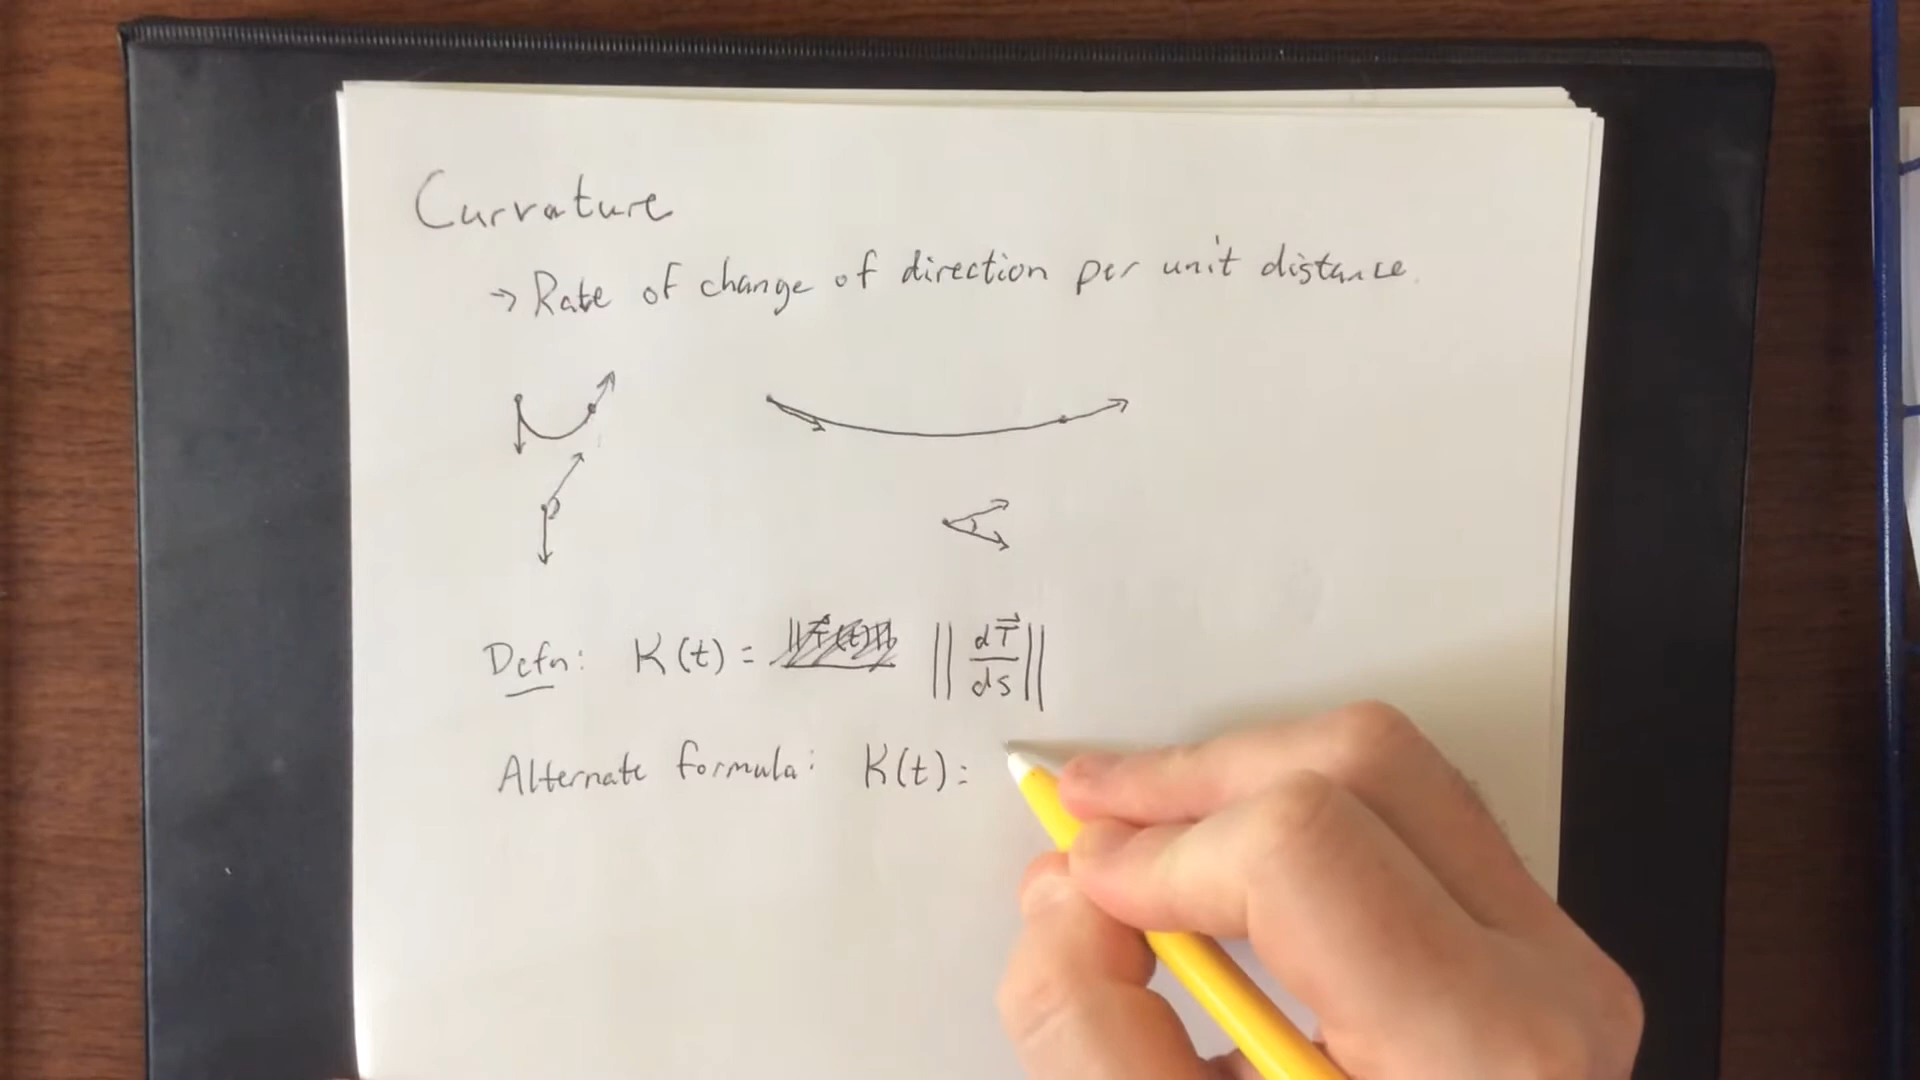 Curvature
→ Rate of change of direction per unit distance.
Defn: K(t) = || dT⃗/ds ||
Alternate formula: K(t) =